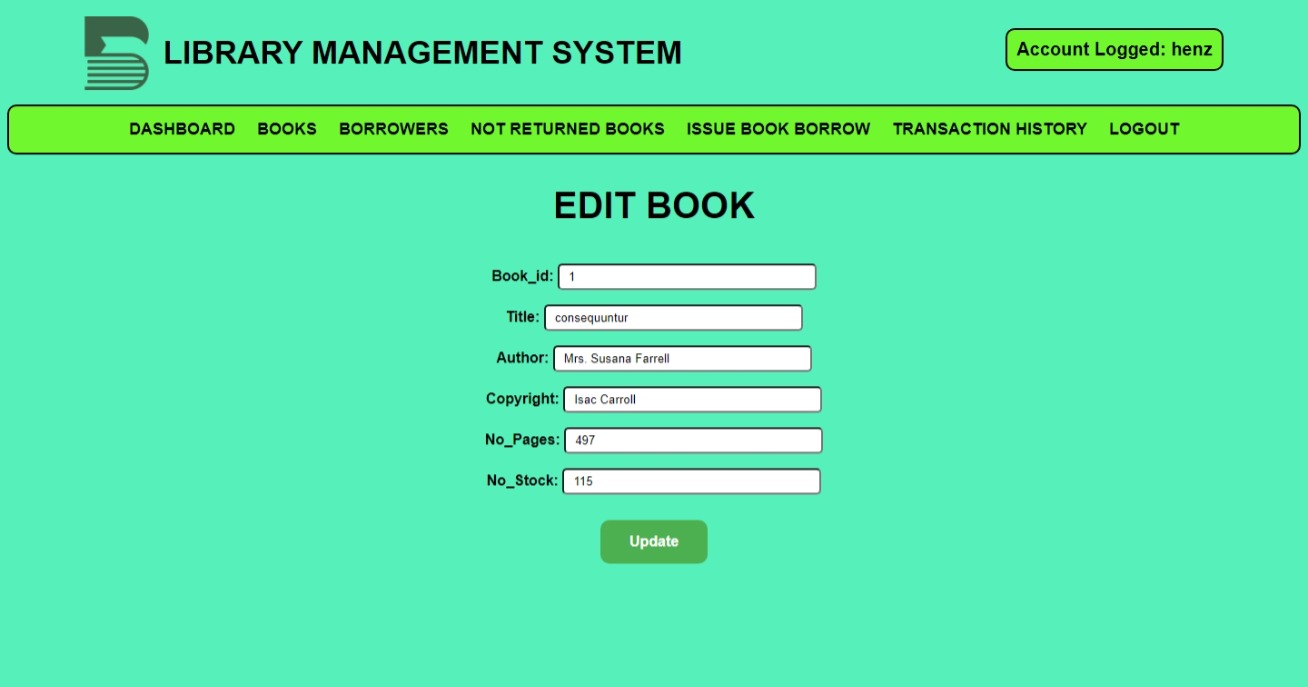 LIBRARY MANAGEMENT SYSTEM
Account Logged: henz
DASHBOARD BOOKS BORROWERS NOT RETURNED BOOKS ISSUE BOOK BORROW TRANSACTION HISTORY LOGOUT
EDIT BOOK
Book_id: 1
Title: consequuntur
Author: Mrs. Susana Farrell
Copyright: Isac Carroll
No_Pages: 497
No_Stock: 115
Update